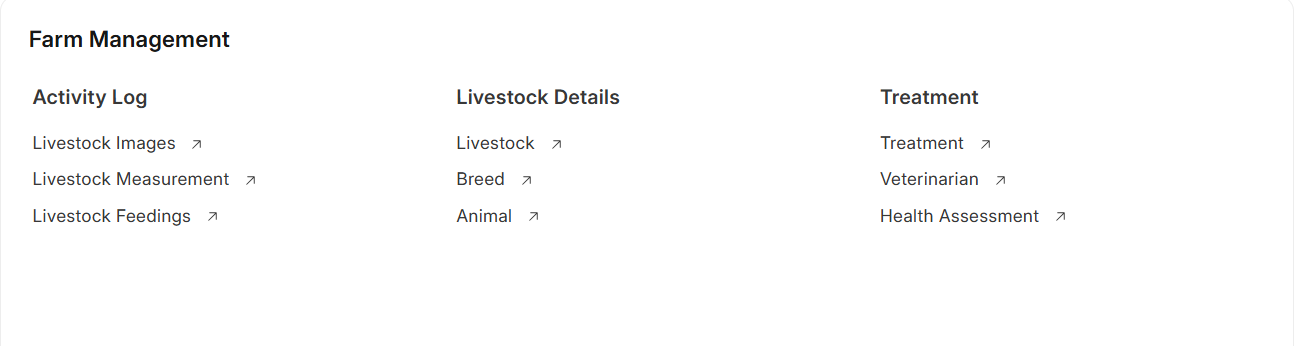 Farm Management
Activity Log
Livestock Images
Livestock Measurement
Livestock Feedings
Livestock Details
Livestock
Breed
Animal
Treatment
Treatment
Veterinarian
Health Assessment